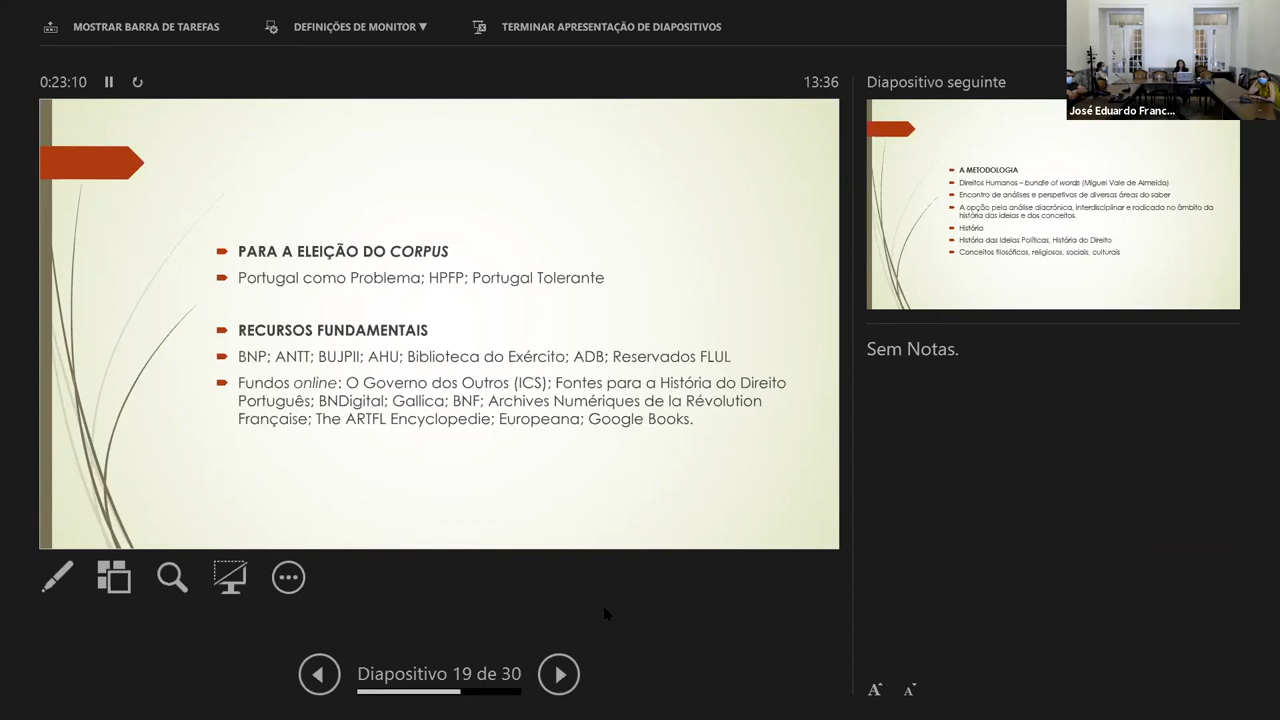 MOSTRAR BARRA DE TAREFAS
DEFINIÇÕES DE MONITOR ▼
TERMINAR APRESENTAÇÃO DE DIAPOSITIVOS
José Eduardo Franc...
0:23:10
13:36
PARA A ELEIÇÃO DO CORPUS
Portugal como Problema; HPFP; Portugal Tolerante
RECURSOS FUNDAMENTAIS
BNP; ANTT; BUJPII; AHU; Biblioteca do Exército; ADB; Reservados FLUL
Fundos online: O Governo dos Outros (ICS); Fontes para a História do Direito
Português; BNDigital; Gallica; BNF; Archives Numériques de la Révolution
Française; The ARTFL Encyclopedie; Europeana; Google Books.
Diapositivo 19 de 30
Diapositivo seguinte
A METODOLOGIA
Direitos Humanos – bundle of words (Miguel Vale de Almeida)
Encontro de análises e perspetivas de diversas áreas do saber
A opção pela análise diacrónica, interdisciplinar e radicada no âmbito da
história das ideias e dos conceitos.
História
História das Ideias Políticas, História do Direito
Conceitos filosóficos, religiosos, sociais, culturais
Sem Notas.
A A